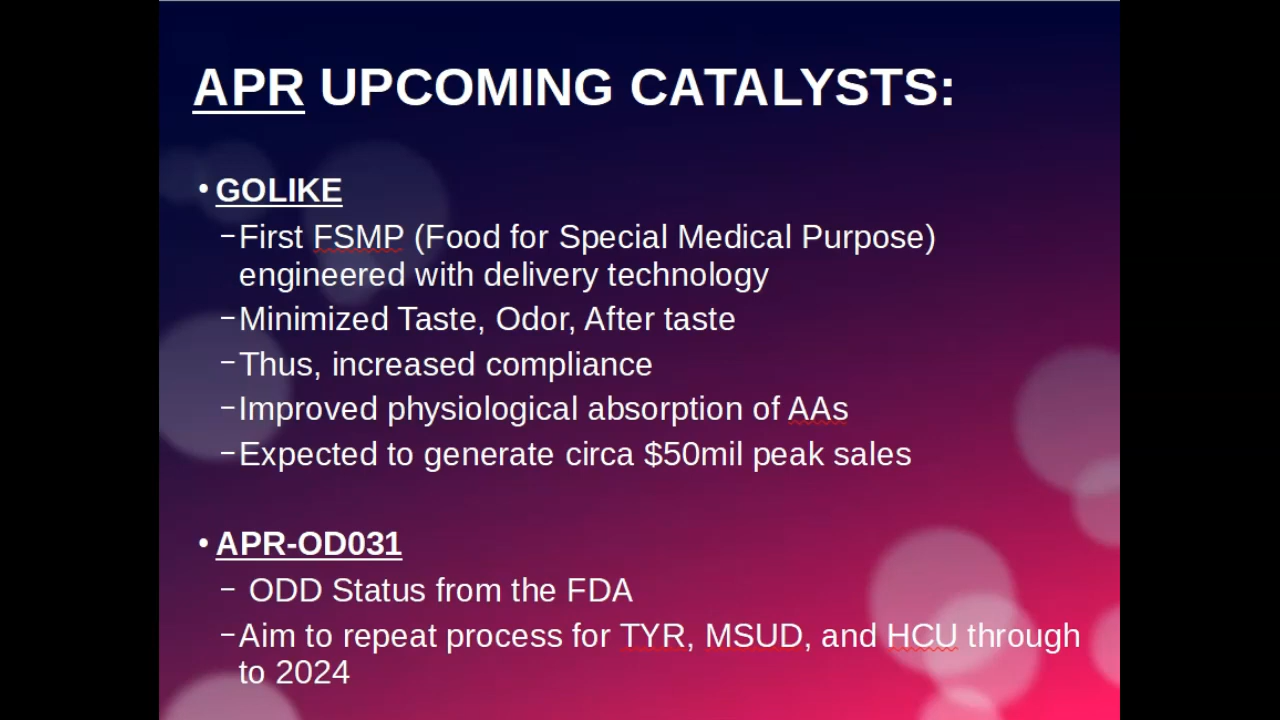 APR UPCOMING CATALYSTS:
• GOLIKE
–First FSMP (Food for Special Medical Purpose)
engineered with delivery technology
–Minimized Taste, Odor, After taste
–Thus, increased compliance
–Improved physiological absorption of AAs
–Expected to generate circa $50mil peak sales
• APR-OD031
– ODD Status from the FDA
–Aim to repeat process for TYR, MSUD, and HCU through
to 2024